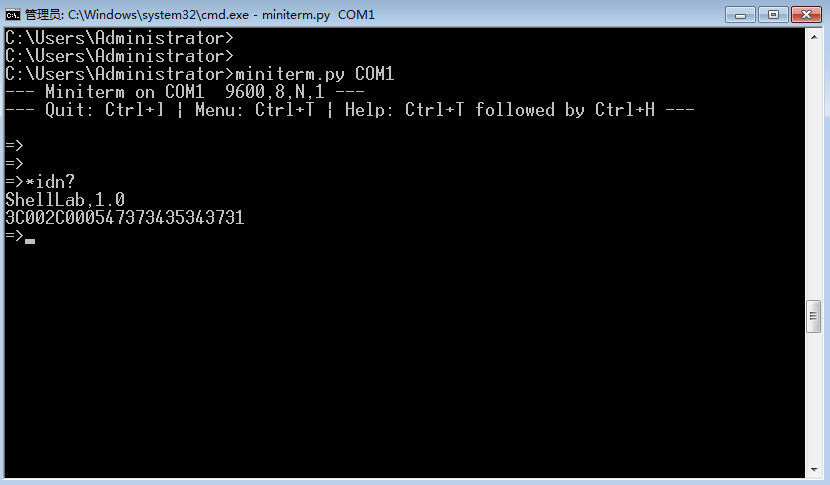 管理员: C:\Windows\system32\cmd.exe - miniterm.py  COM1
C:\Users\Administrator>
C:\Users\Administrator>
C:\Users\Administrator>miniterm.py COM1
--- Miniterm on COM1  9600,8,N,1 ---
--- Quit: Ctrl+] ¦ Menu: Ctrl+T ¦ Help: Ctrl+T followed by Ctrl+H ---
=>
=>
=>*idn?
ShellLab,1.0
3C002C000547373435343731
=>